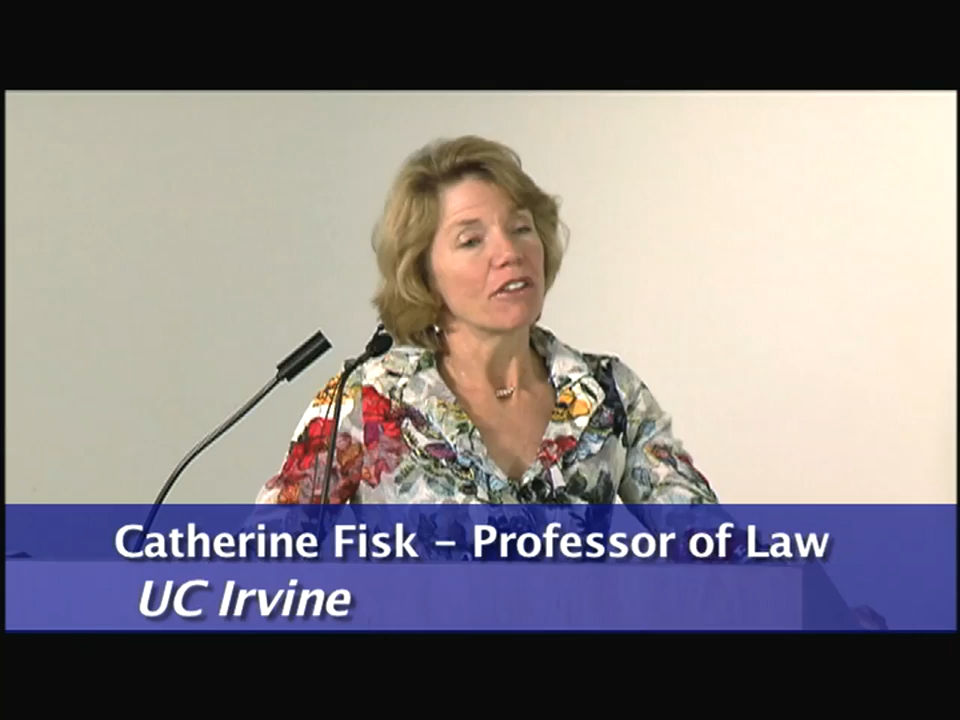 Catherine Fisk – Professor of Law
UC Irvine